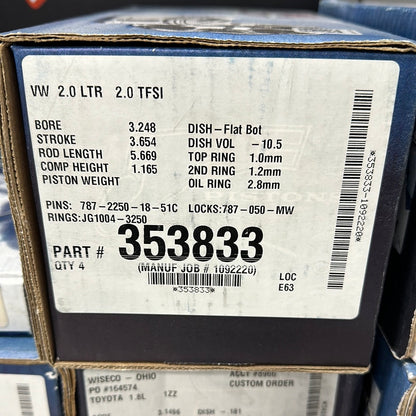 VW 2.0 LTR 2.0 TFSI
BORE 3.248 DISH-Flat Bot
STROKE 3.654 DISH VOL -10.5
ROD LENGTH 5.669 TOP RING 1.0mm
COMP HEIGHT 1.165 2ND RING 1.2mm
PISTON WEIGHT OIL RING 2.8mm
PINS: 787-2250-18-51C LOCKS:787-050-MW
RINGS:JG1004-3250
PART # 353833
QTY 4 (MANUF JOB # 1092220) LOC
*353833* E63
*353833-1092220*
WISECO - OHIO ACCT #8966
PO #164574 CUSTOM ORDER
TOYOTA 1.8L 1ZZ